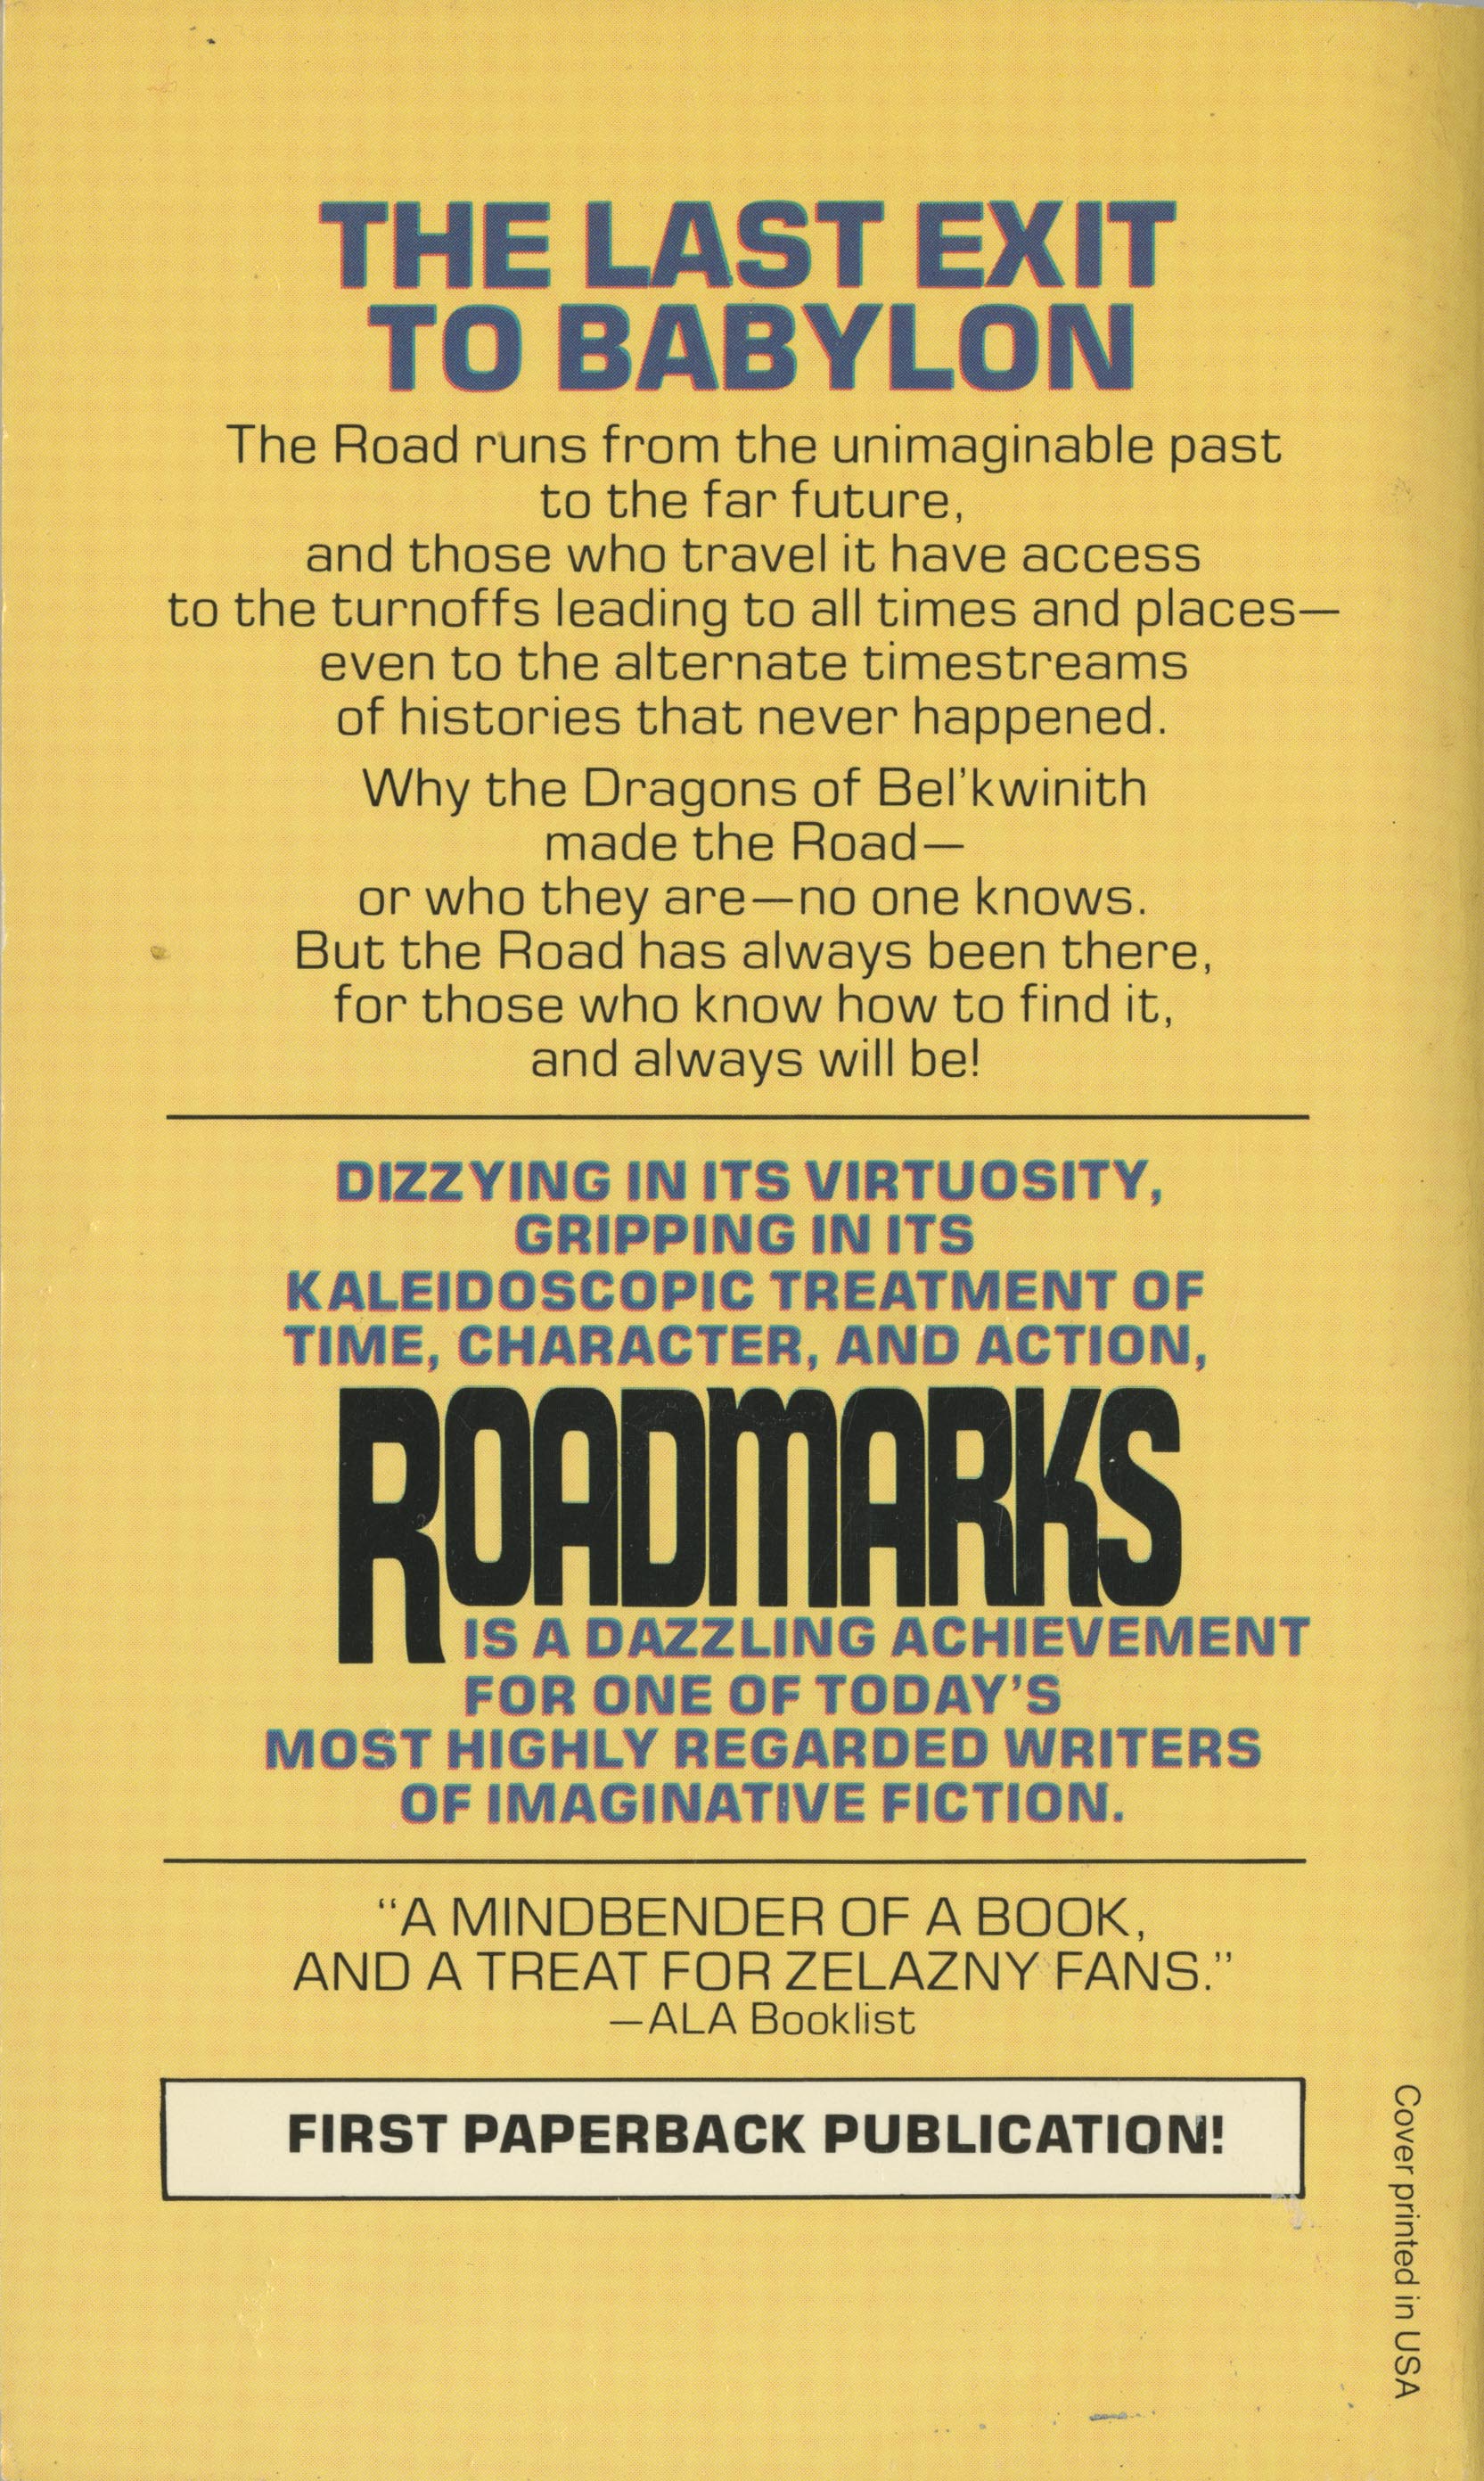 THE LAST EXIT
TO BABYLON
The Road runs from the unimaginable past
to the far future,
and those who travel it have access
to the turnoffs leading to all times and places—
even to the alternate timestreams
of histories that never happened.
Why the Dragons of Bel'kwinith
made the Road—
or who they are—no one knows.
But the Road has always been there,
for those who know how to find it,
and always will be!
DIZZYING IN ITS VIRTUOSITY,
GRIPPING IN ITS
KALEIDOSCOPIC TREATMENT OF
TIME, CHARACTER, AND ACTION,
ROADMARKS
IS A DAZZLING ACHIEVEMENT
FOR ONE OF TODAY'S
MOST HIGHLY REGARDED WRITERS
OF IMAGINATIVE FICTION.
“A MINDBENDER OF A BOOK,
AND A TREAT FOR ZELAZNY FANS.”
—ALA Booklist
FIRST PAPERBACK PUBLICATION!
Cover printed in USA